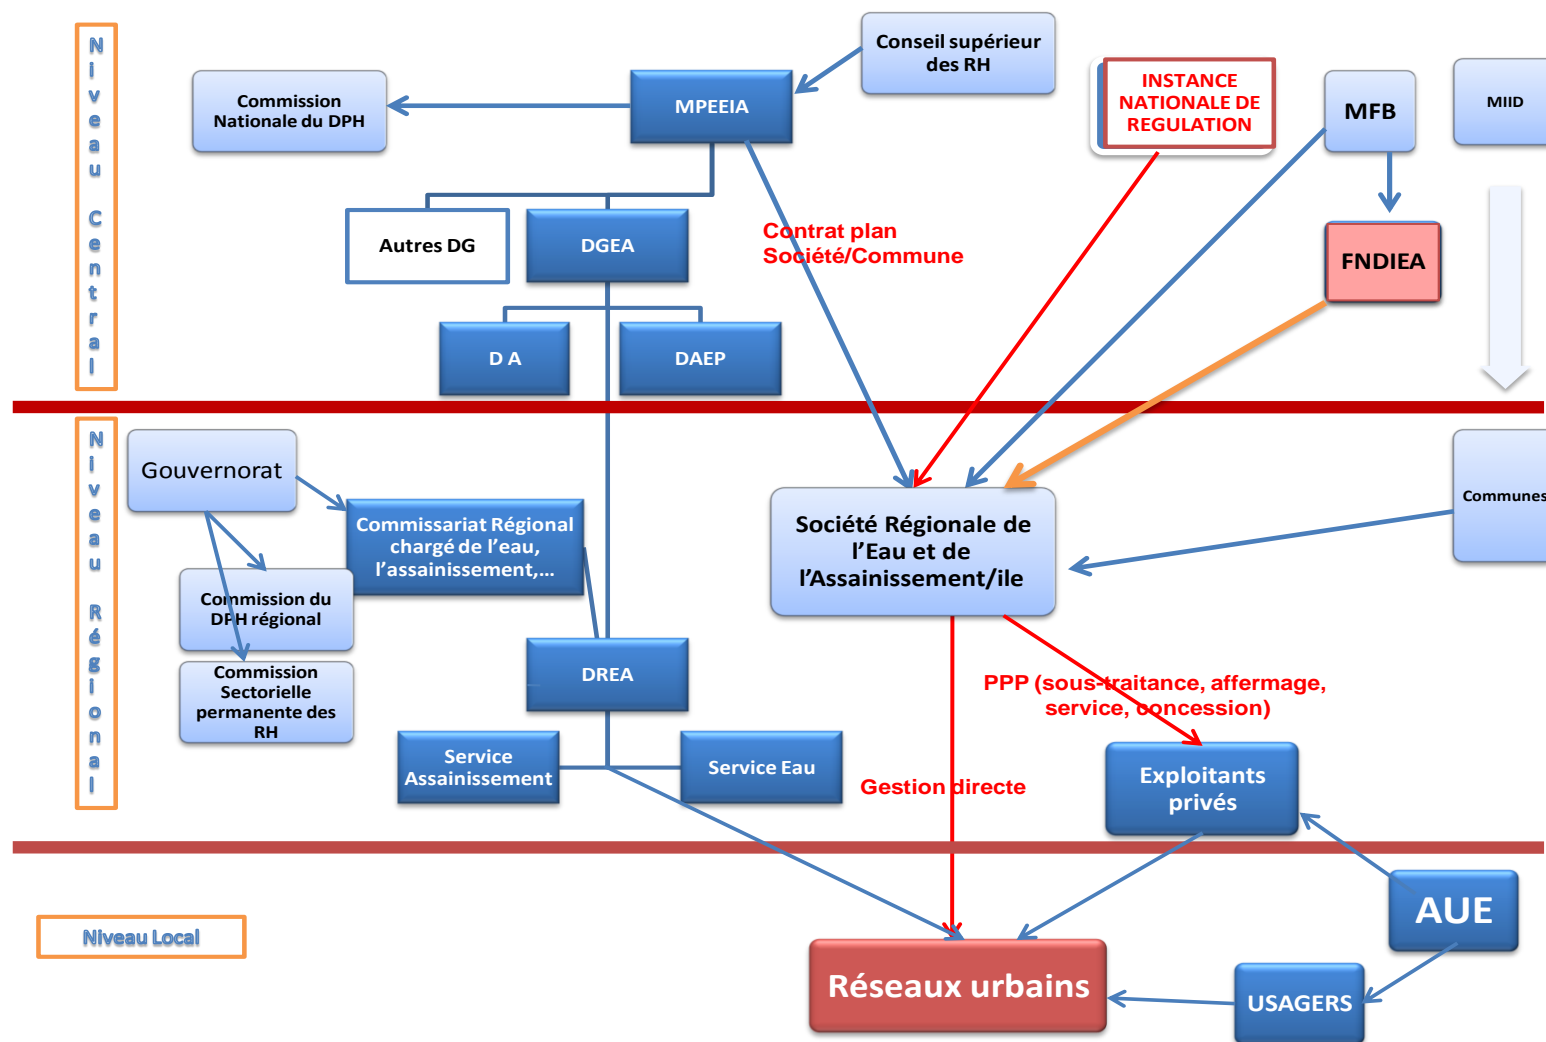 Niveau Central
Conseil supérieur
des RH
Commission
Nationale du DPH
MPEEIA
INSTANCE
NATIONALE DE
REGULATION
MFB
MIID
Autres DG
DGEA
Contrat plan
Société/Commune
FNDIEA
D A
DAEP
Niveau Régional
Gouvernorat
Commissariat Régional
chargé de l'eau,
l'assainissement,...
Société Régionale de
l'Eau et de
l'Assainissement/ile
Communes
Commission du
DPH régional
Commission
Sectorielle
permanente des
RH
DREA
PPP (sous-traitance, affermage,
service, concession)
Service
Assainissement
Service Eau
Gestion directe
Exploitants
privés
Niveau Local
AUE
Réseaux urbains
USAGERS